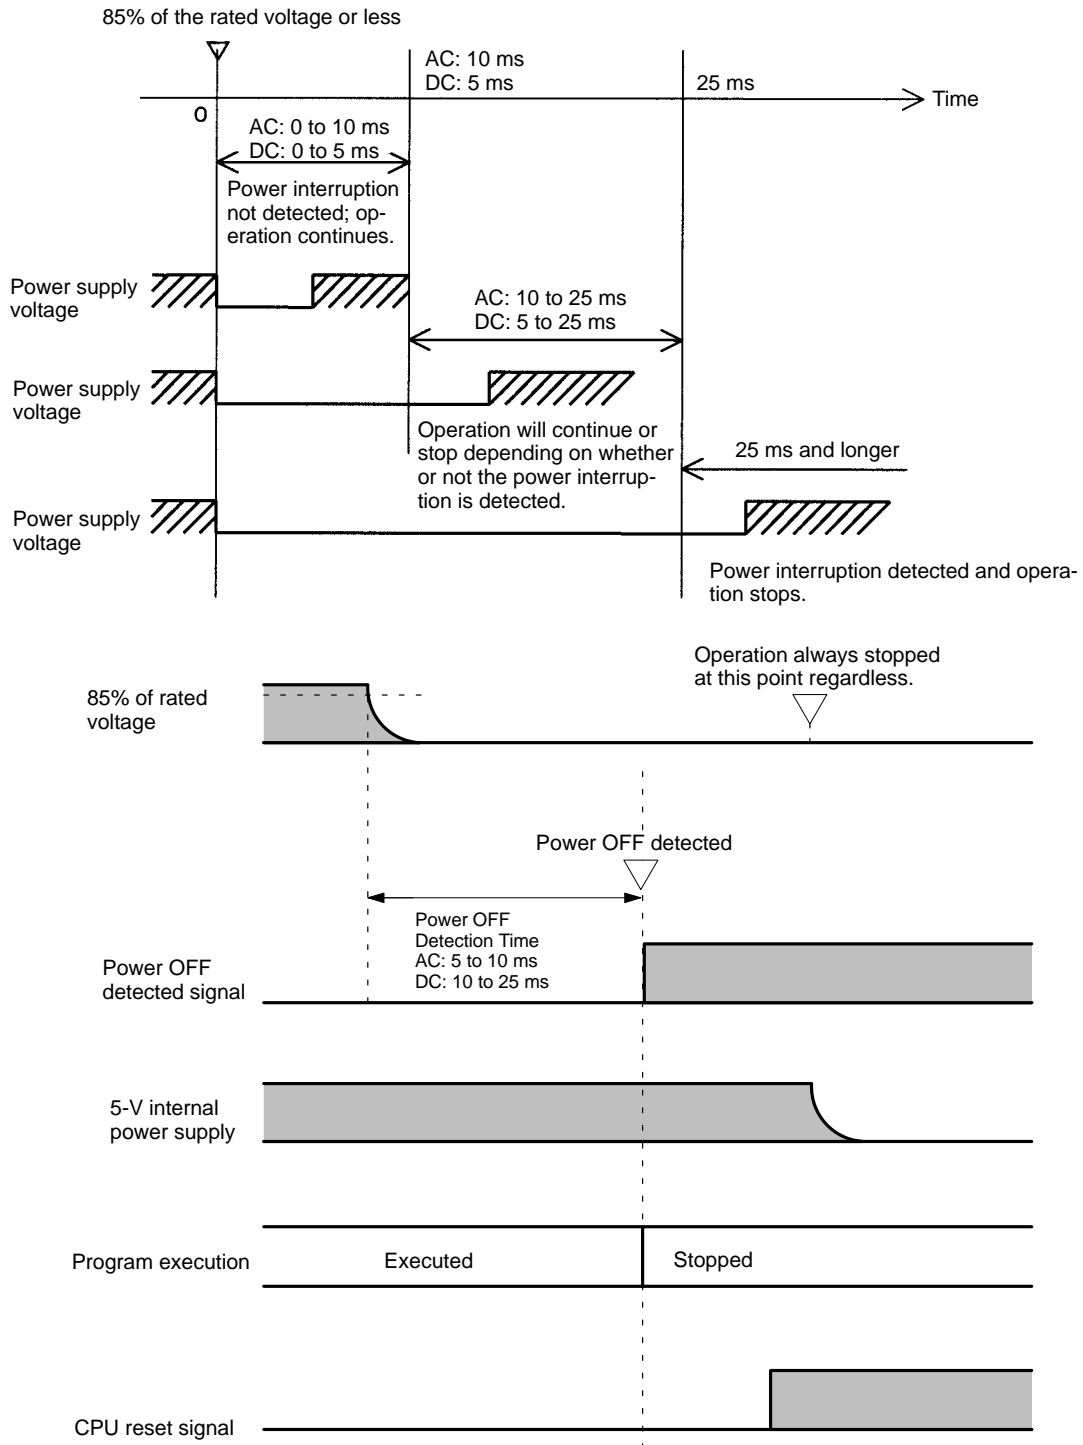 85% of the rated voltage or less
AC: 10 ms
DC: 5 ms
25 ms
Time
0
AC: 0 to 10 ms
DC: 0 to 5 ms
Power interruption
not detected; op-
eration continues.
Power supply
voltage
AC: 10 to 25 ms
DC: 5 to 25 ms
Power supply
voltage
Operation will continue or
stop depending on whether
or not the power interrup-
tion is detected.
25 ms and longer
Power supply
voltage
Power interruption detected and opera-
tion stops.
Operation always stopped
at this point regardless.
85% of rated
voltage
Power OFF detected
Power OFF
Detection Time
AC: 5 to 10 ms
DC: 10 to 25 ms
Power OFF
detected signal
5-V internal
power supply
Program execution
Executed
Stopped
CPU reset signal